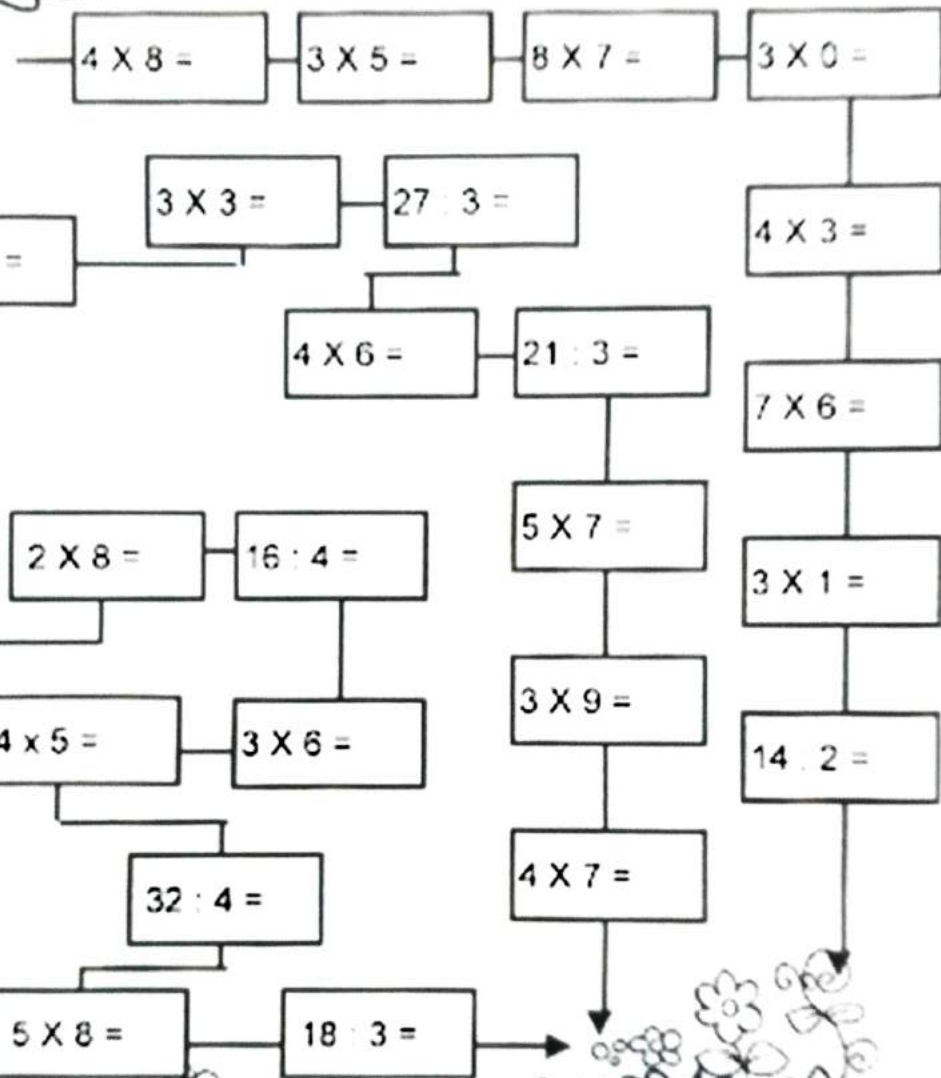 4 X 8 =
3 X 5 =
8 X 7 =
3 X 0 =
3 X 3 =
27 : 3 =
4 X 3 =
=
4 X 6 =
21 : 3 =
7 X 6 =
5 X 7 =
2 X 8 =
16 : 4 =
3 X 1 =
3 X 9 =
4 x 5 =
3 X 6 =
14 : 2 =
4 X 7 =
32 : 4 =
5 X 8 =
18 : 3 =